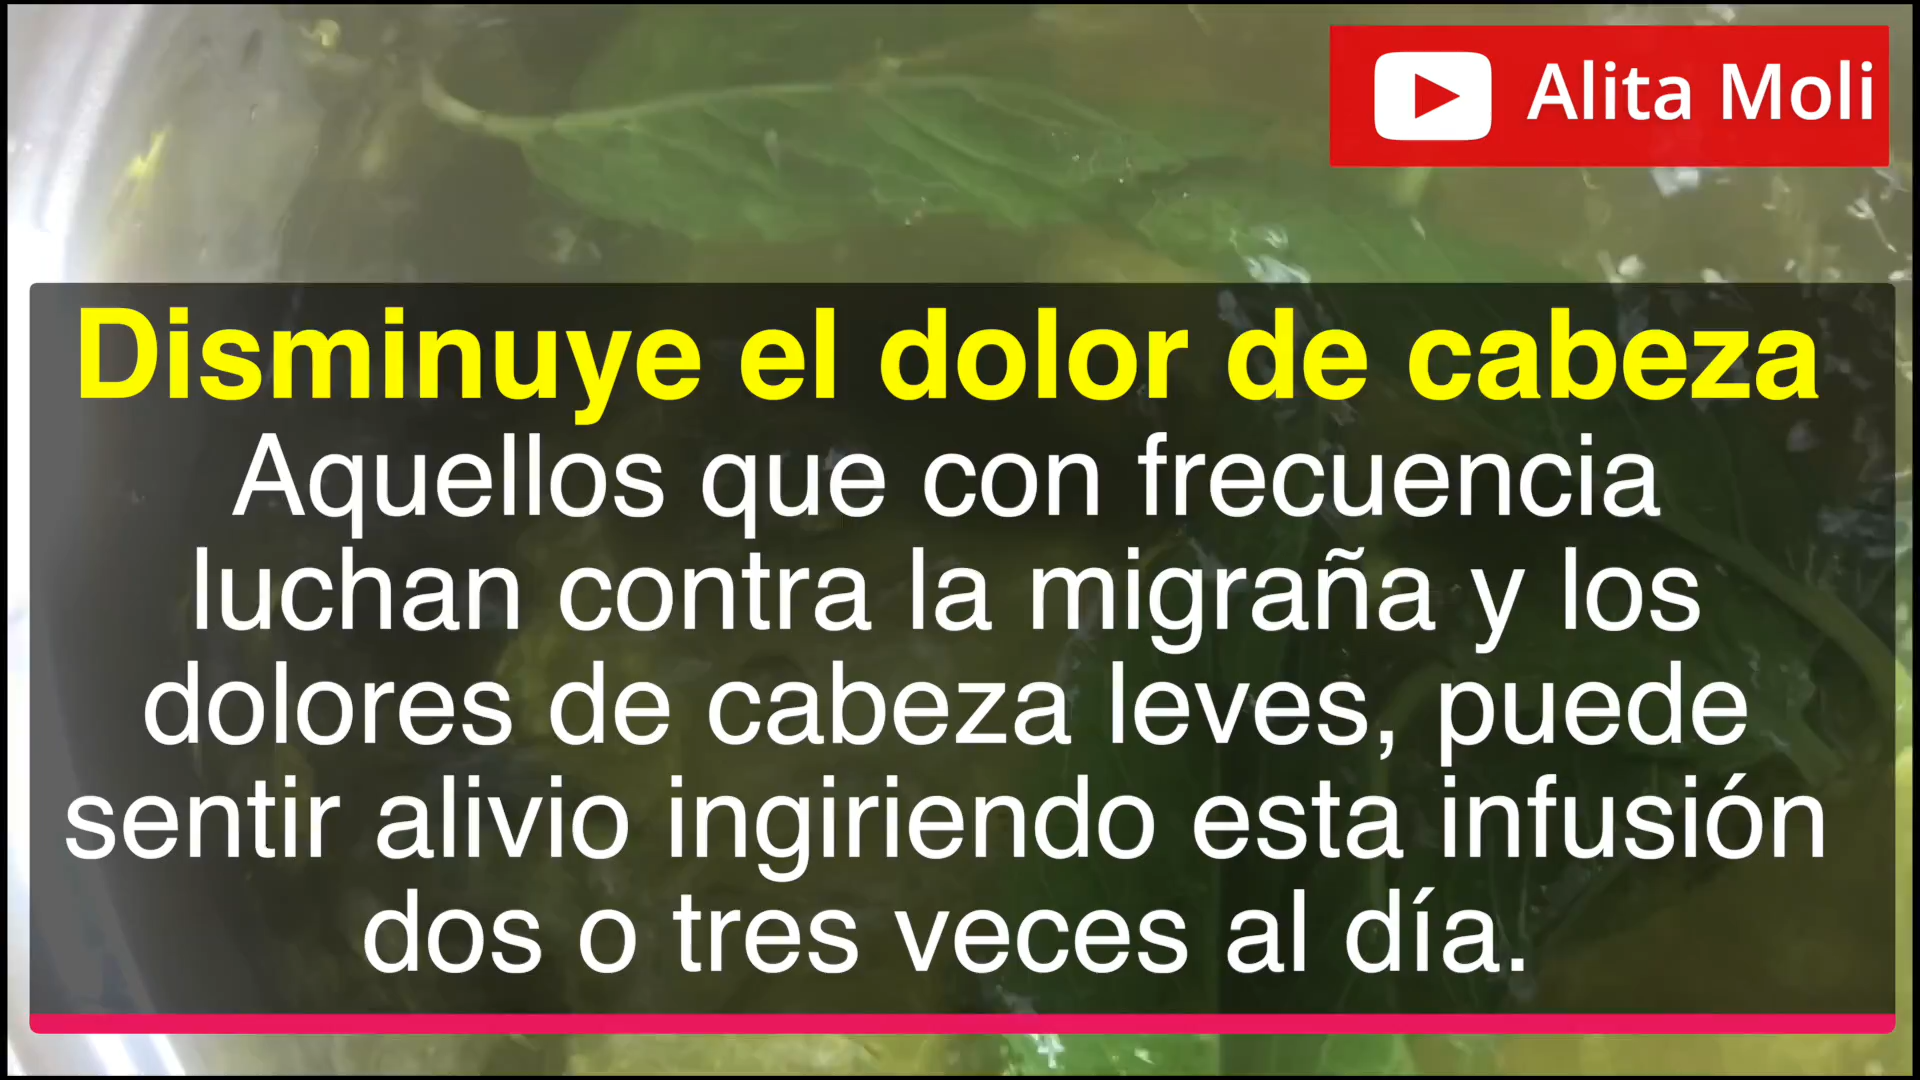 Alita Moli
Disminuye el dolor de cabeza
Aquellos que con frecuencia
luchan contra la migraña y los
dolores de cabeza leves, puede
sentir alivio ingiriendo esta infusión
dos o tres veces al día.